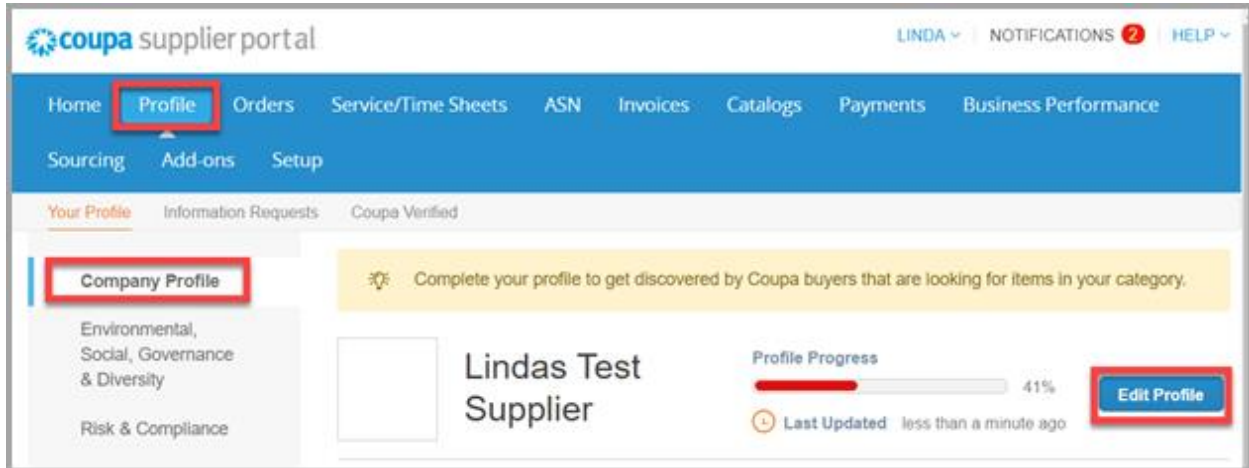 coupa supplier portal LINDA NOTIFICATIONS 2 HELP
Home Profile Orders Service/Time Sheets ASN Invoices Catalogs Payments Business Performance
Sourcing Add-ons Setup
Your Profile Information Requests Coupa Verified
Company Profile
Environmental,
Social, Governance
& Diversity
Risk & Compliance
Complete your profile to get discovered by Coupa buyers that are looking for items in your category.
Lindas Test
Supplier
Profile Progress
41%
Last Updated less than a minute ago
Edit Profile